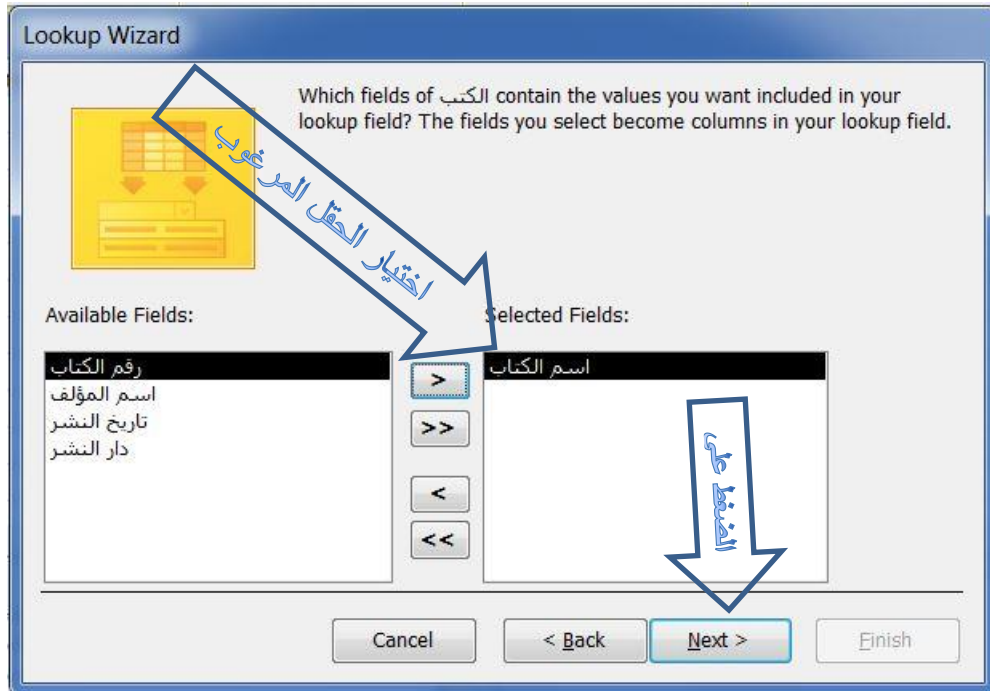 Lookup Wizard
Which fields of الكتب contain the values you want included in your
lookup field? The fields you select become columns in your lookup field.
اختيار الحقل المرغوب
Available Fields:
Selected Fields:
رقم الكتاب
اسم المؤلف
تاريخ النشر
دار النشر
>
>>
<
<<
اسم الكتاب
الضغط على
Cancel
< Back
Next >
Finish